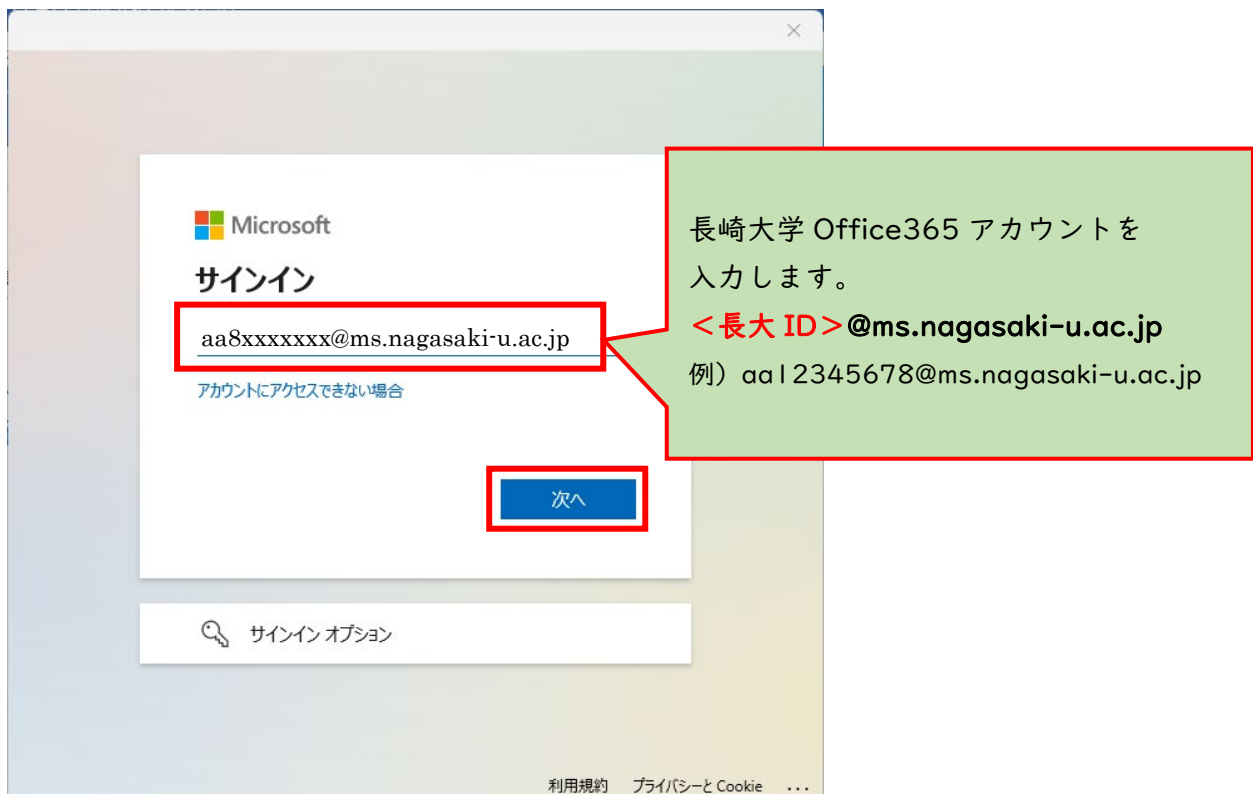 Microsoft
サインイン
aa8xxxxxxx@ms.nagasaki-u.ac.jp
アカウントにアクセスできない場合
次へ
サインイン オプション
利用規約 プライバシーと Cookie ...
長崎大学 Office365 アカウントを
入力します。
＜長大 ID＞@ms.nagasaki-u.ac.jp
例）aa12345678@ms.nagasaki-u.ac.jp